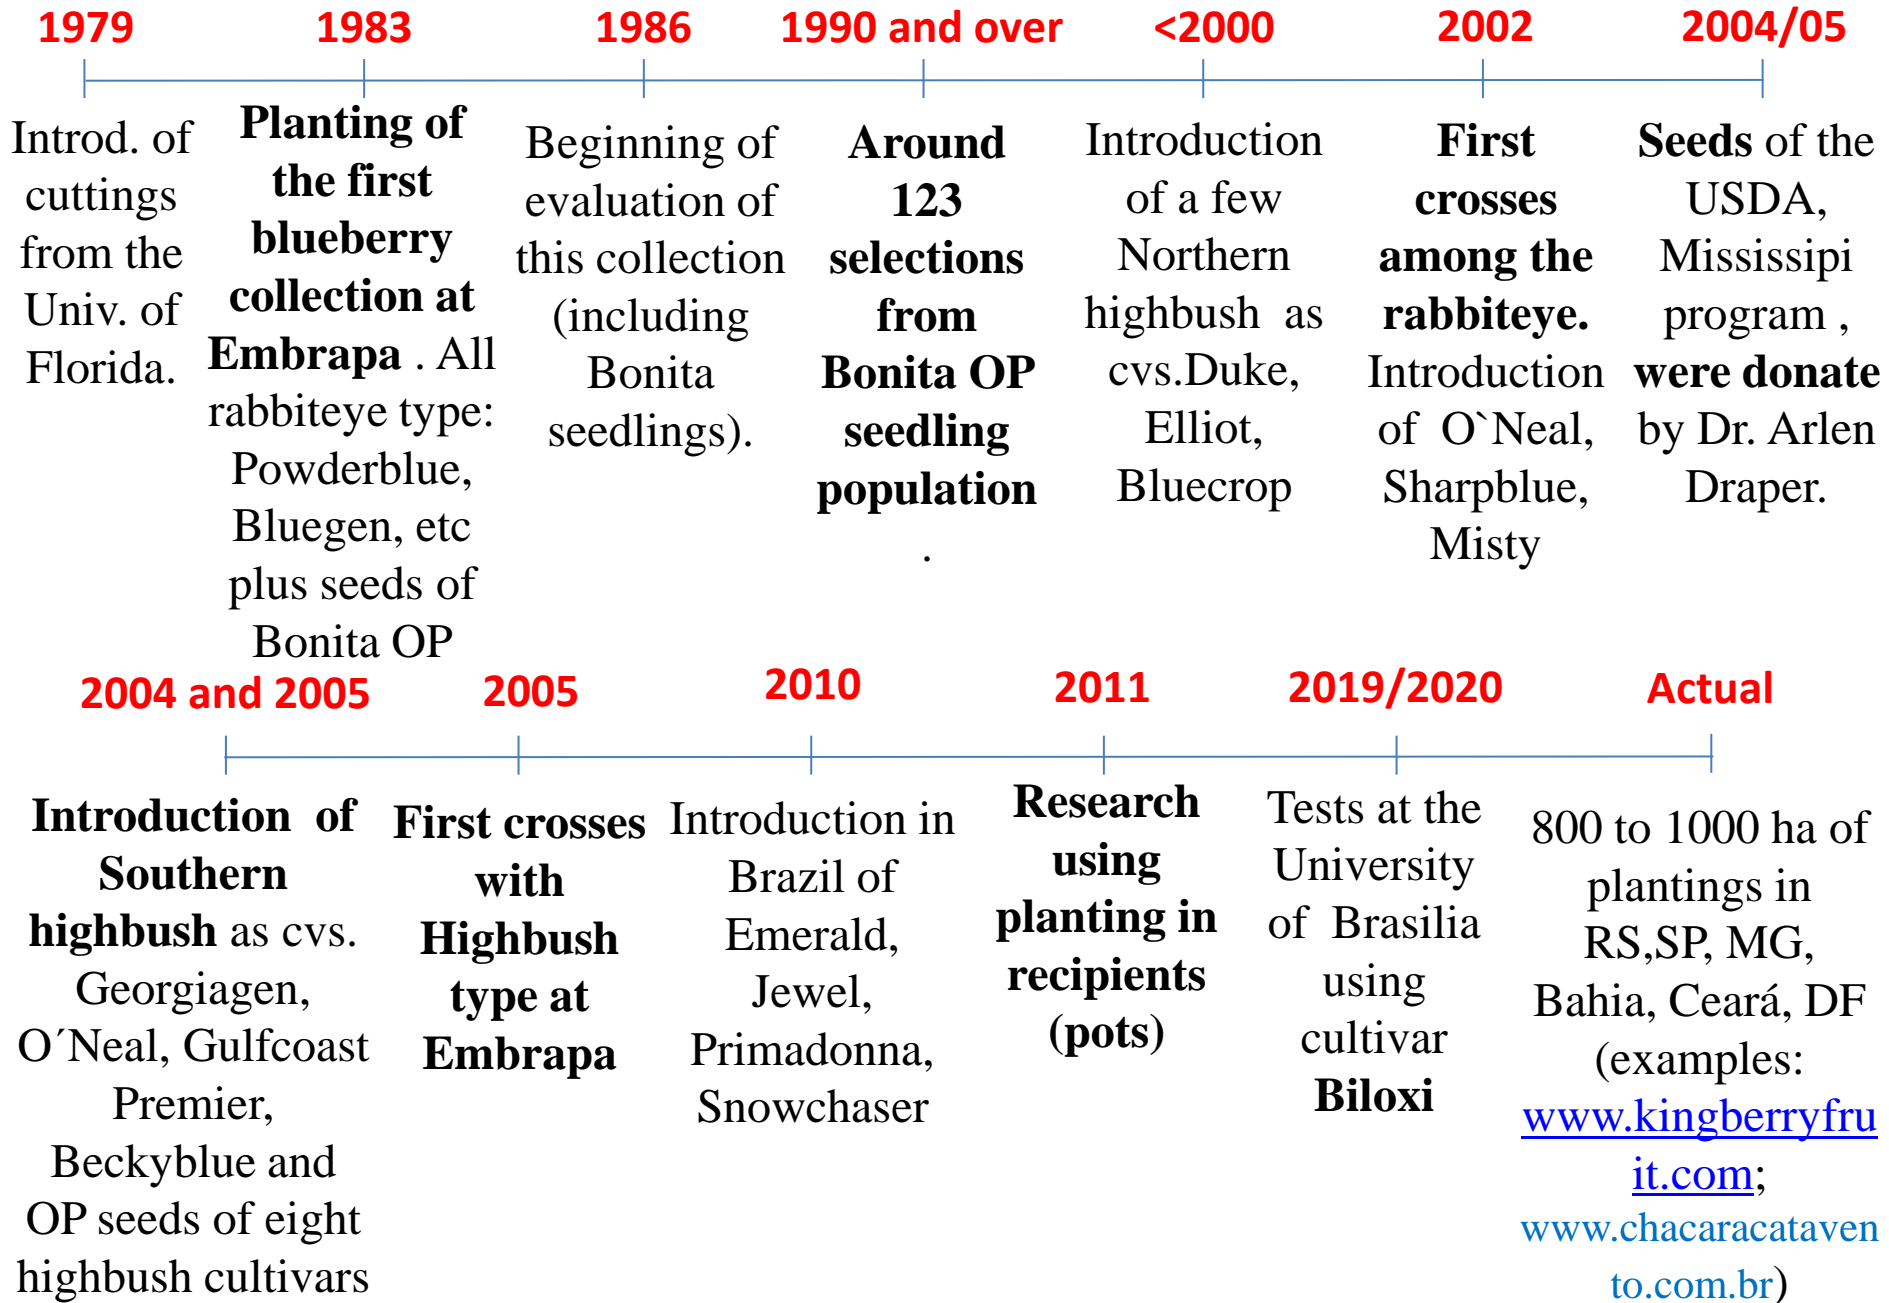 1979
Introd. of
cuttings
from the
Univ. of
Florida.
1983
Planting of
the first
blueberry
collection at
Embrapa . All
rabbiteye type:
Powderblue,
Bluegen, etc
plus seeds of
Bonita OP
1986
Beginning of
evaluation of
this collection
(including
Bonita
seedlings).
1990 and over
Around
123
selections
from
Bonita OP
seedling
population
.
<2000
Introduction
of a few
Northern
highbush as
cvs.Duke,
Elliot,
Bluecrop
2002
First
crosses
among the
rabbiteye.
Introduction
of O`Neal,
Sharpblue,
Misty
2004/05
Seeds of the
USDA,
Mississipi
program ,
were donate
by Dr. Arlen
Draper.
2004 and 2005
Introduction of
Southern
highbush as cvs.
Georgiagen,
O´Neal, Gulfcoast
Premier,
Beckyblue and
OP seeds of eight
highbush cultivars
2005
First crosses
with
Highbush
type at
Embrapa
2010
Introduction in
Brazil of
Emerald,
Jewel,
Primadonna,
Snowchaser
2011
Research
using
planting in
recipients
(pots)
2019/2020
Tests at the
University
of Brasilia
using
cultivar
Biloxi
Actual
800 to 1000 ha of
plantings in
RS,SP, MG,
Bahia, Ceará, DF
(examples:
www.kingberryfru
it.com;
www.chacaracataven
to.com.br)